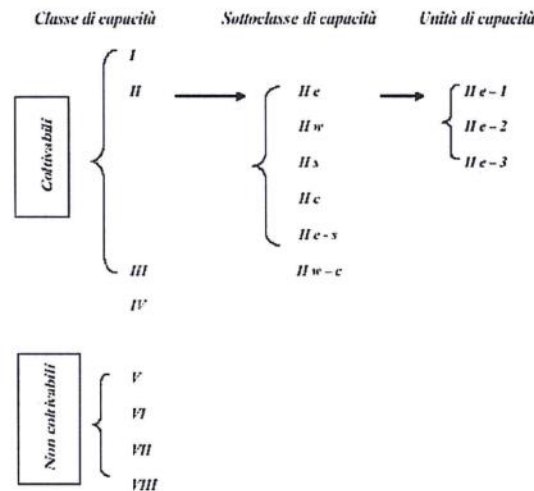 Classe di capacità Sottoclasse di capacità Unità di capacità
I
II II e II e – 1
II w II e – 2
Coltivabili II s II e – 3
II c
II e - s
III II w – c
IV
V
VI
Non coltivabili
VII
VIII